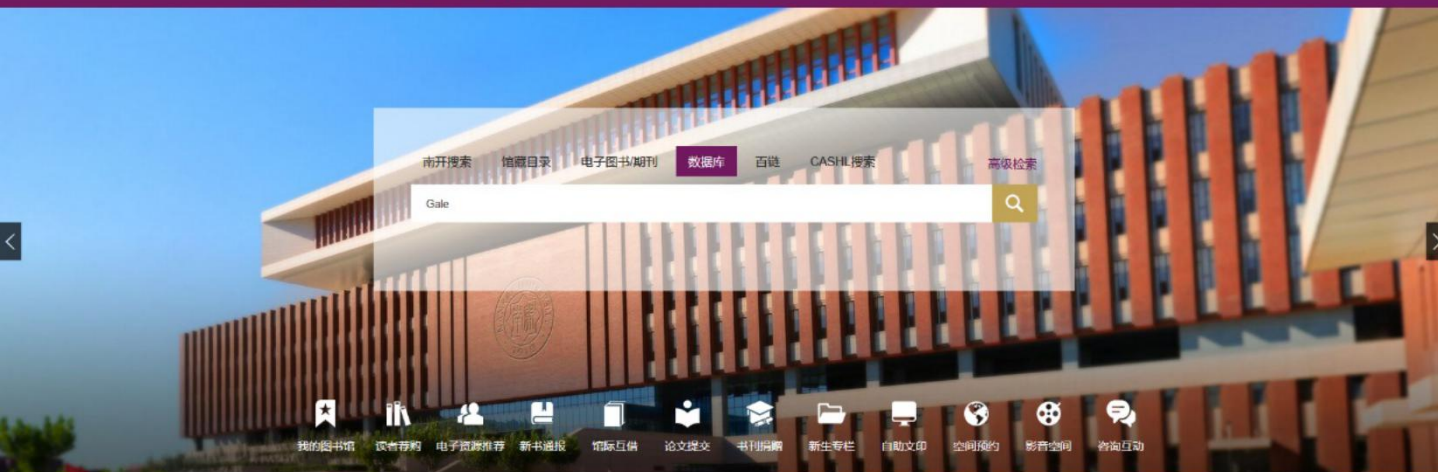 南开搜索 馆藏目录 电子图书/期刊 数据库 百链 CASHL搜索 高级检索
Gale
我的图书馆 读者荐购 电子资源推荐 新书通报 馆际互借 论文提交 书刊捐赠 新生专栏 自助文印 空间预约 影音空间 咨询互动